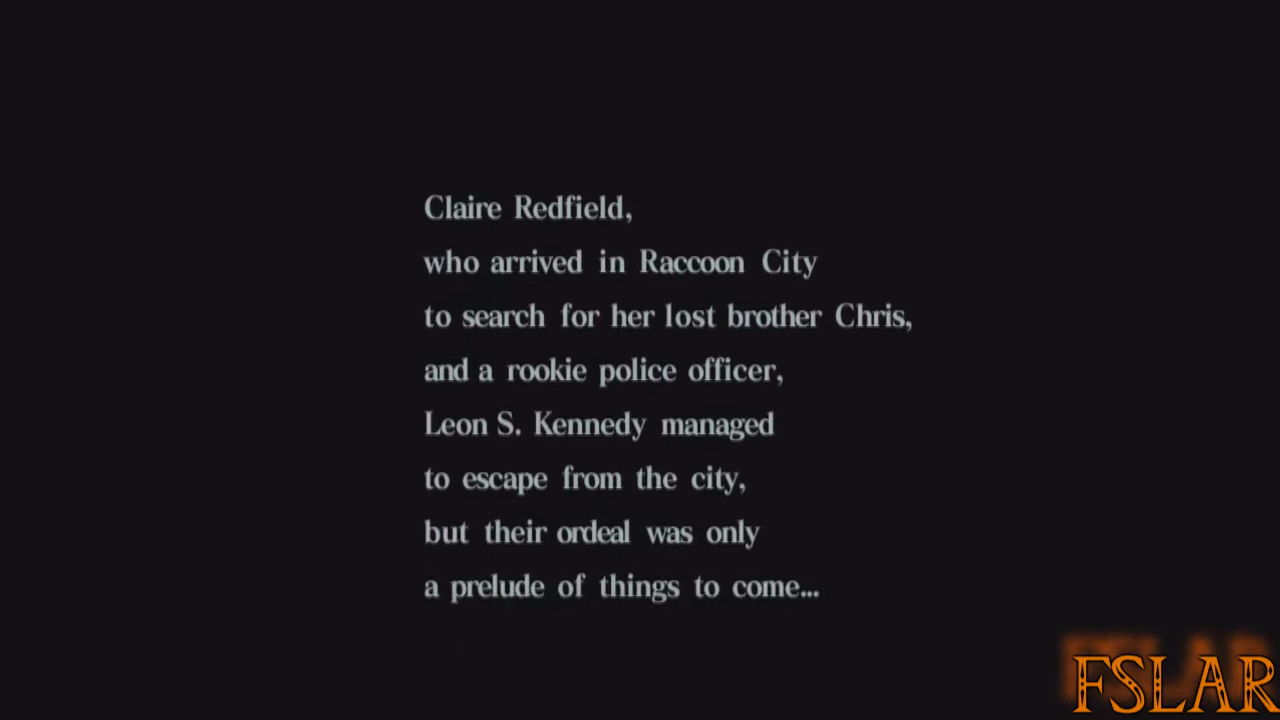 Claire Redfield,
who arrived in Raccoon City
to search for her lost brother Chris,
and a rookie police officer,
Leon S. Kennedy managed
to escape from the city,
but their ordeal was only
a prelude of things to come...
FSLAR